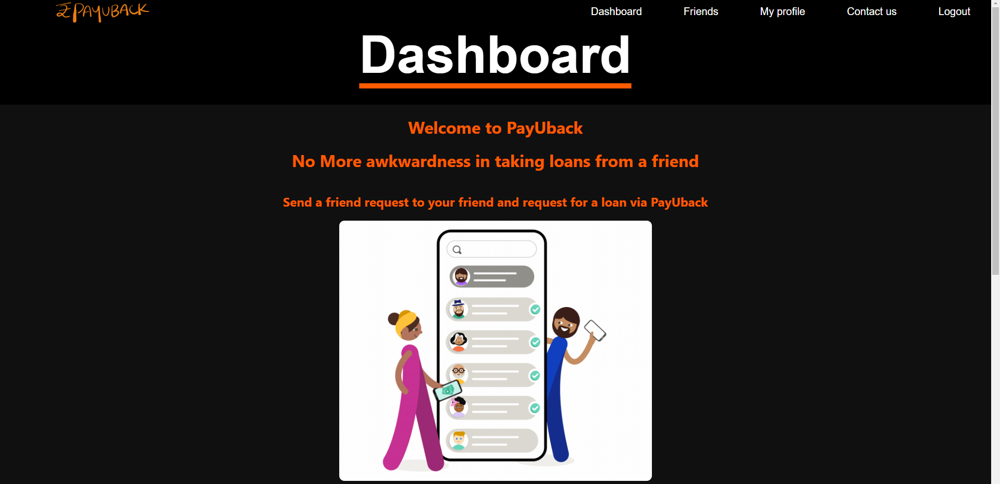 PAYUBACK
Dashboard Friends My profile Contact us Logout
Dashboard
Welcome to PayUback
No More awkwardness in taking loans from a friend
Send a friend request to your friend and request for a loan via PayUback